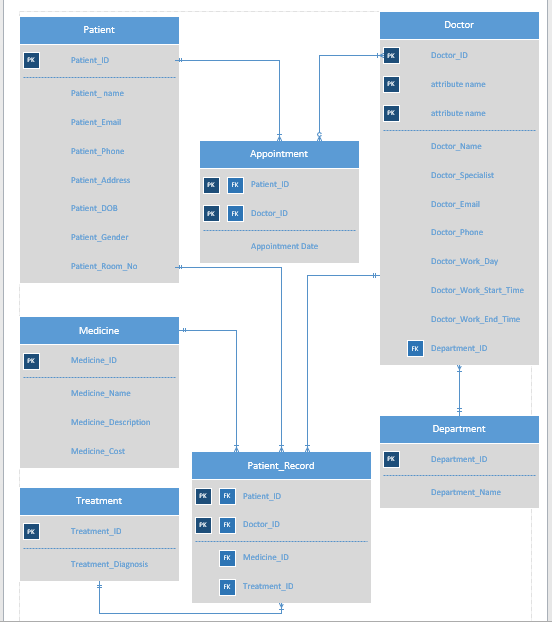 Patient
PK Patient_ID
Patient_ name
Patient_Email
Patient_Phone
Patient_Address
Patient_DOB
Patient_Gender
Patient_Room_No
Doctor
PK Doctor_ID
PK attribute name
PK attribute name
Doctor_Name
Doctor_Specialist
Doctor_Email
Doctor_Phone
Doctor_Work_Day
Doctor_Work_Start_Time
Doctor_Work_End_Time
FK Department_ID
Appointment
PK FK Patient_ID
PK FK Doctor_ID
Appointment Date
Medicine
PK Medicine_ID
Medicine_Name
Medicine_Description
Medicine_Cost
Department
PK Department_ID
Department_Name
Patient_Record
PK FK Patient_ID
PK FK Doctor_ID
FK Medicine_ID
FK Treatment_ID
Treatment
PK Treatment_ID
Treatment_Diagnosis